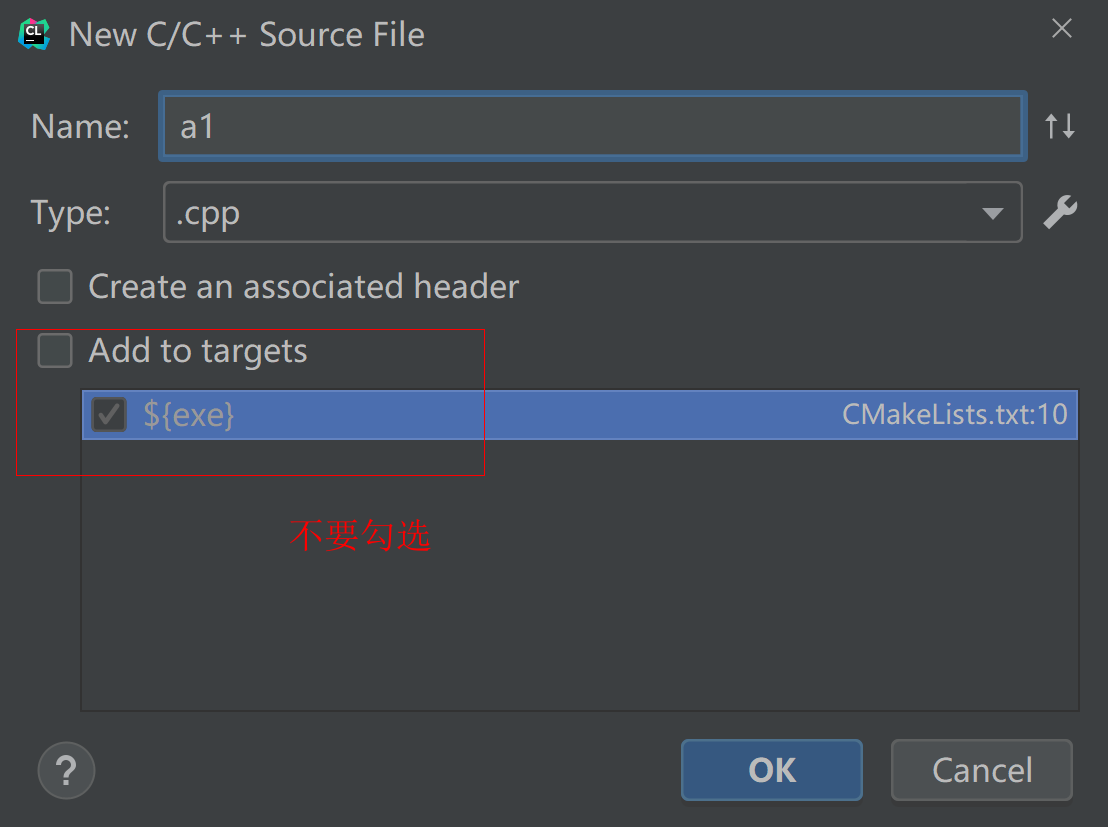 CL
New C/C++ Source File
Name: a1
Type: .cpp
Create an associated header
Add to targets
${exe} CMakeLists.txt:10
不要勾选
? OK Cancel